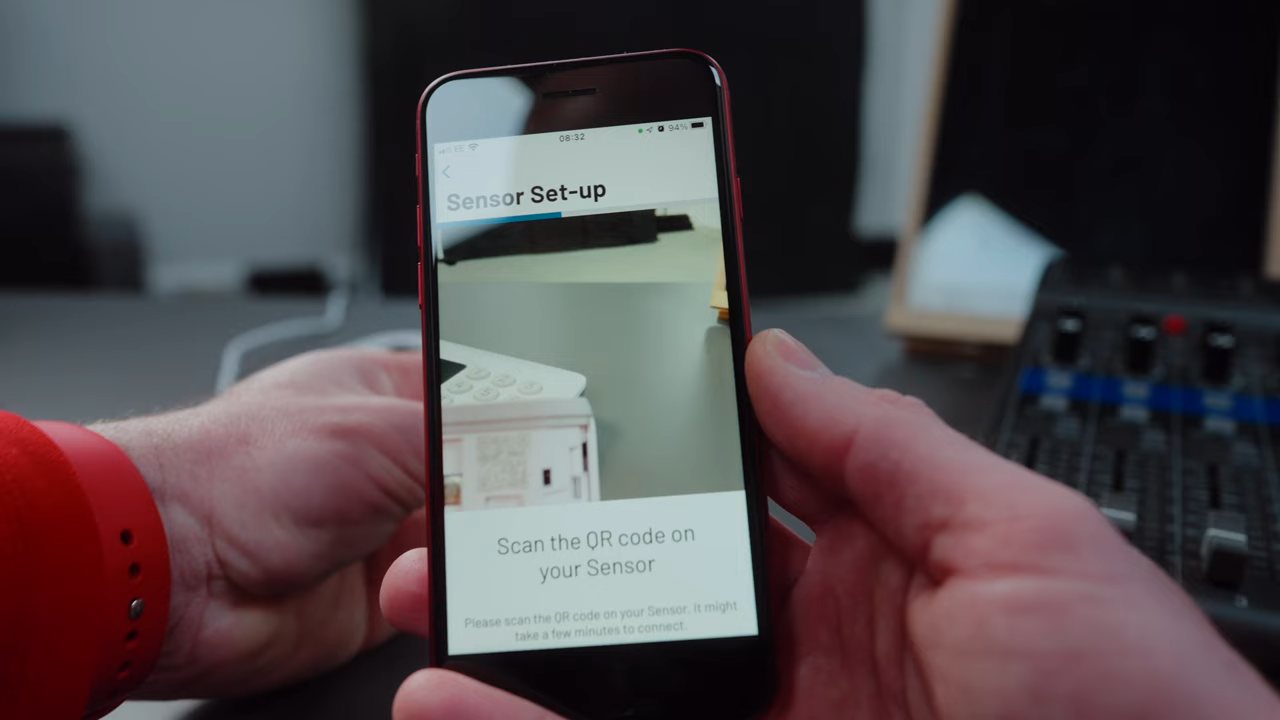 08:32
94%
Sensor Set-up
Scan the QR code on
your Sensor
Please scan the QR code on your Sensor. It might
take a few minutes to connect.